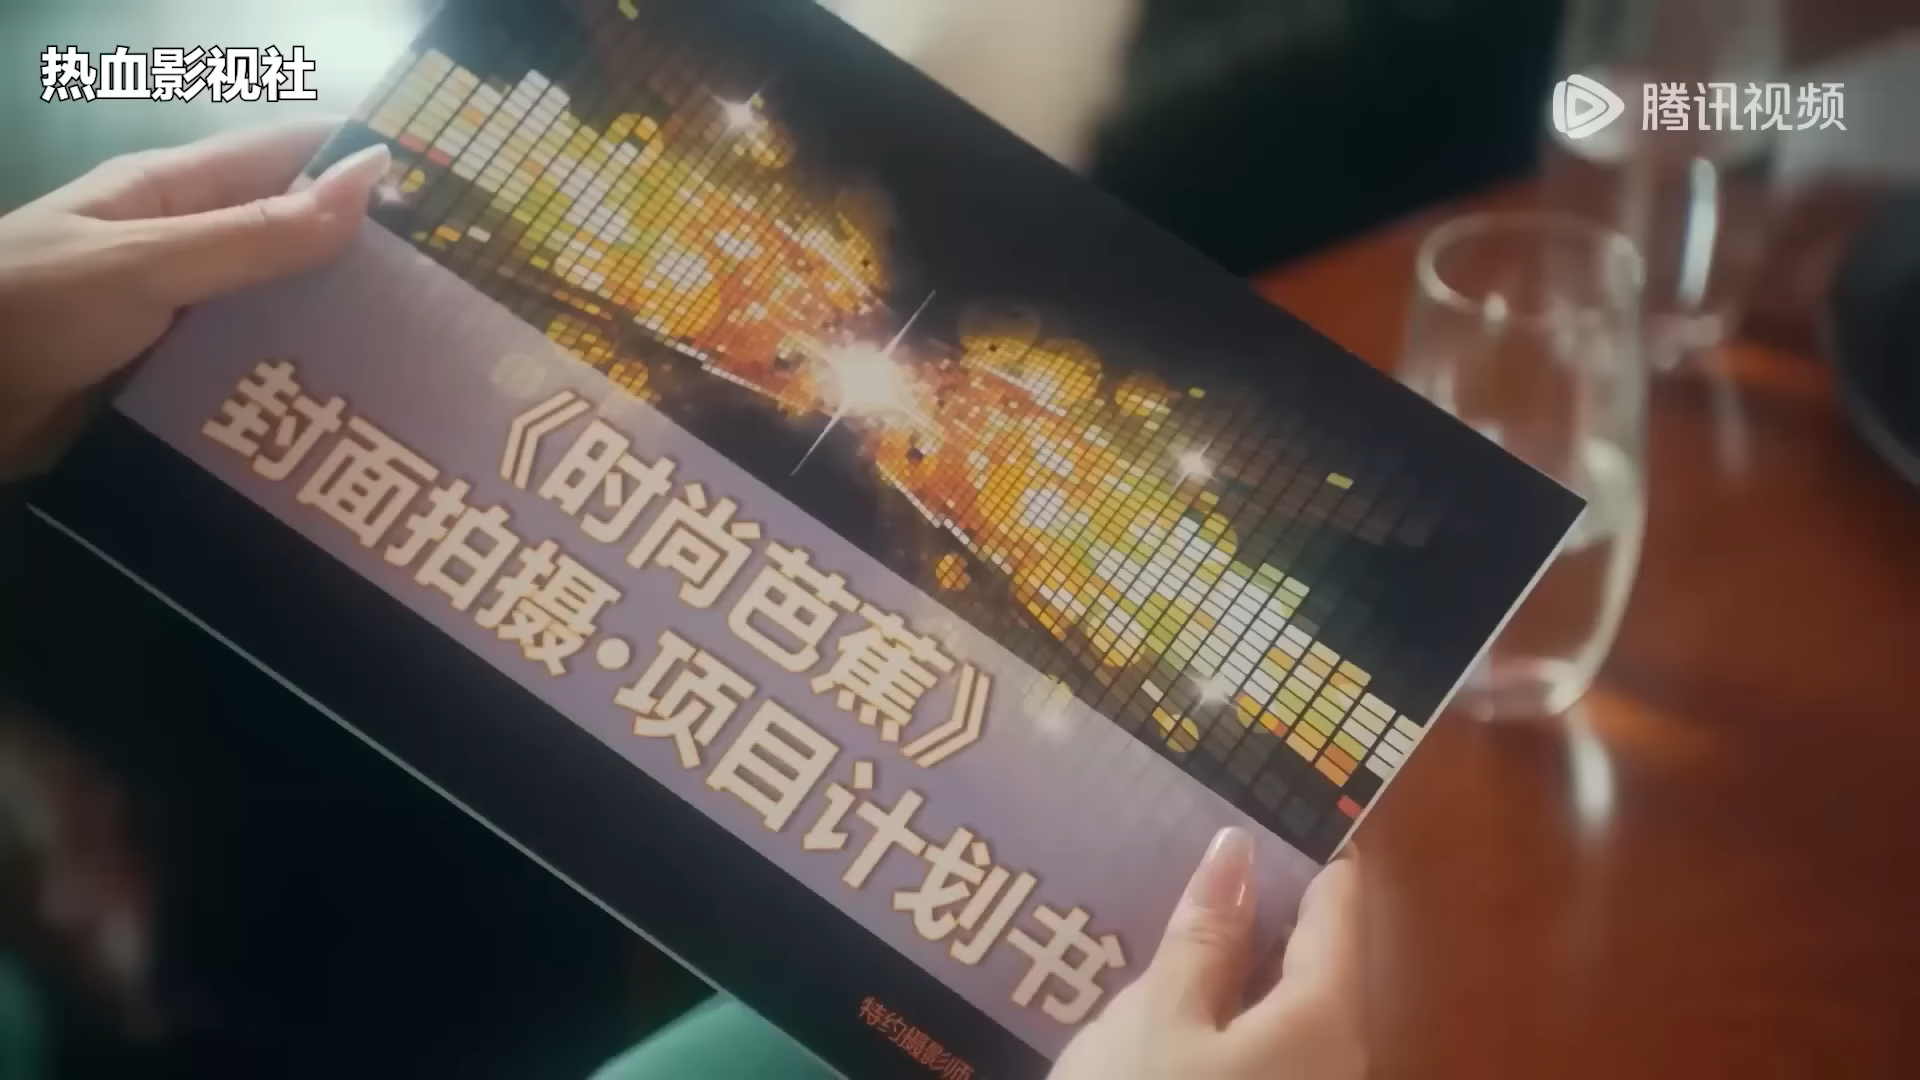 热血影视社
腾讯视频
《时尚芭蕉》
封面拍摄·项目计划书
特约摄影师